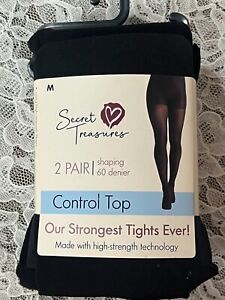 M
Secret
Treasures
2 PAIR
shaping
60 denier
Control Top
Our Strongest Tights Ever!
Made with high-strength technology